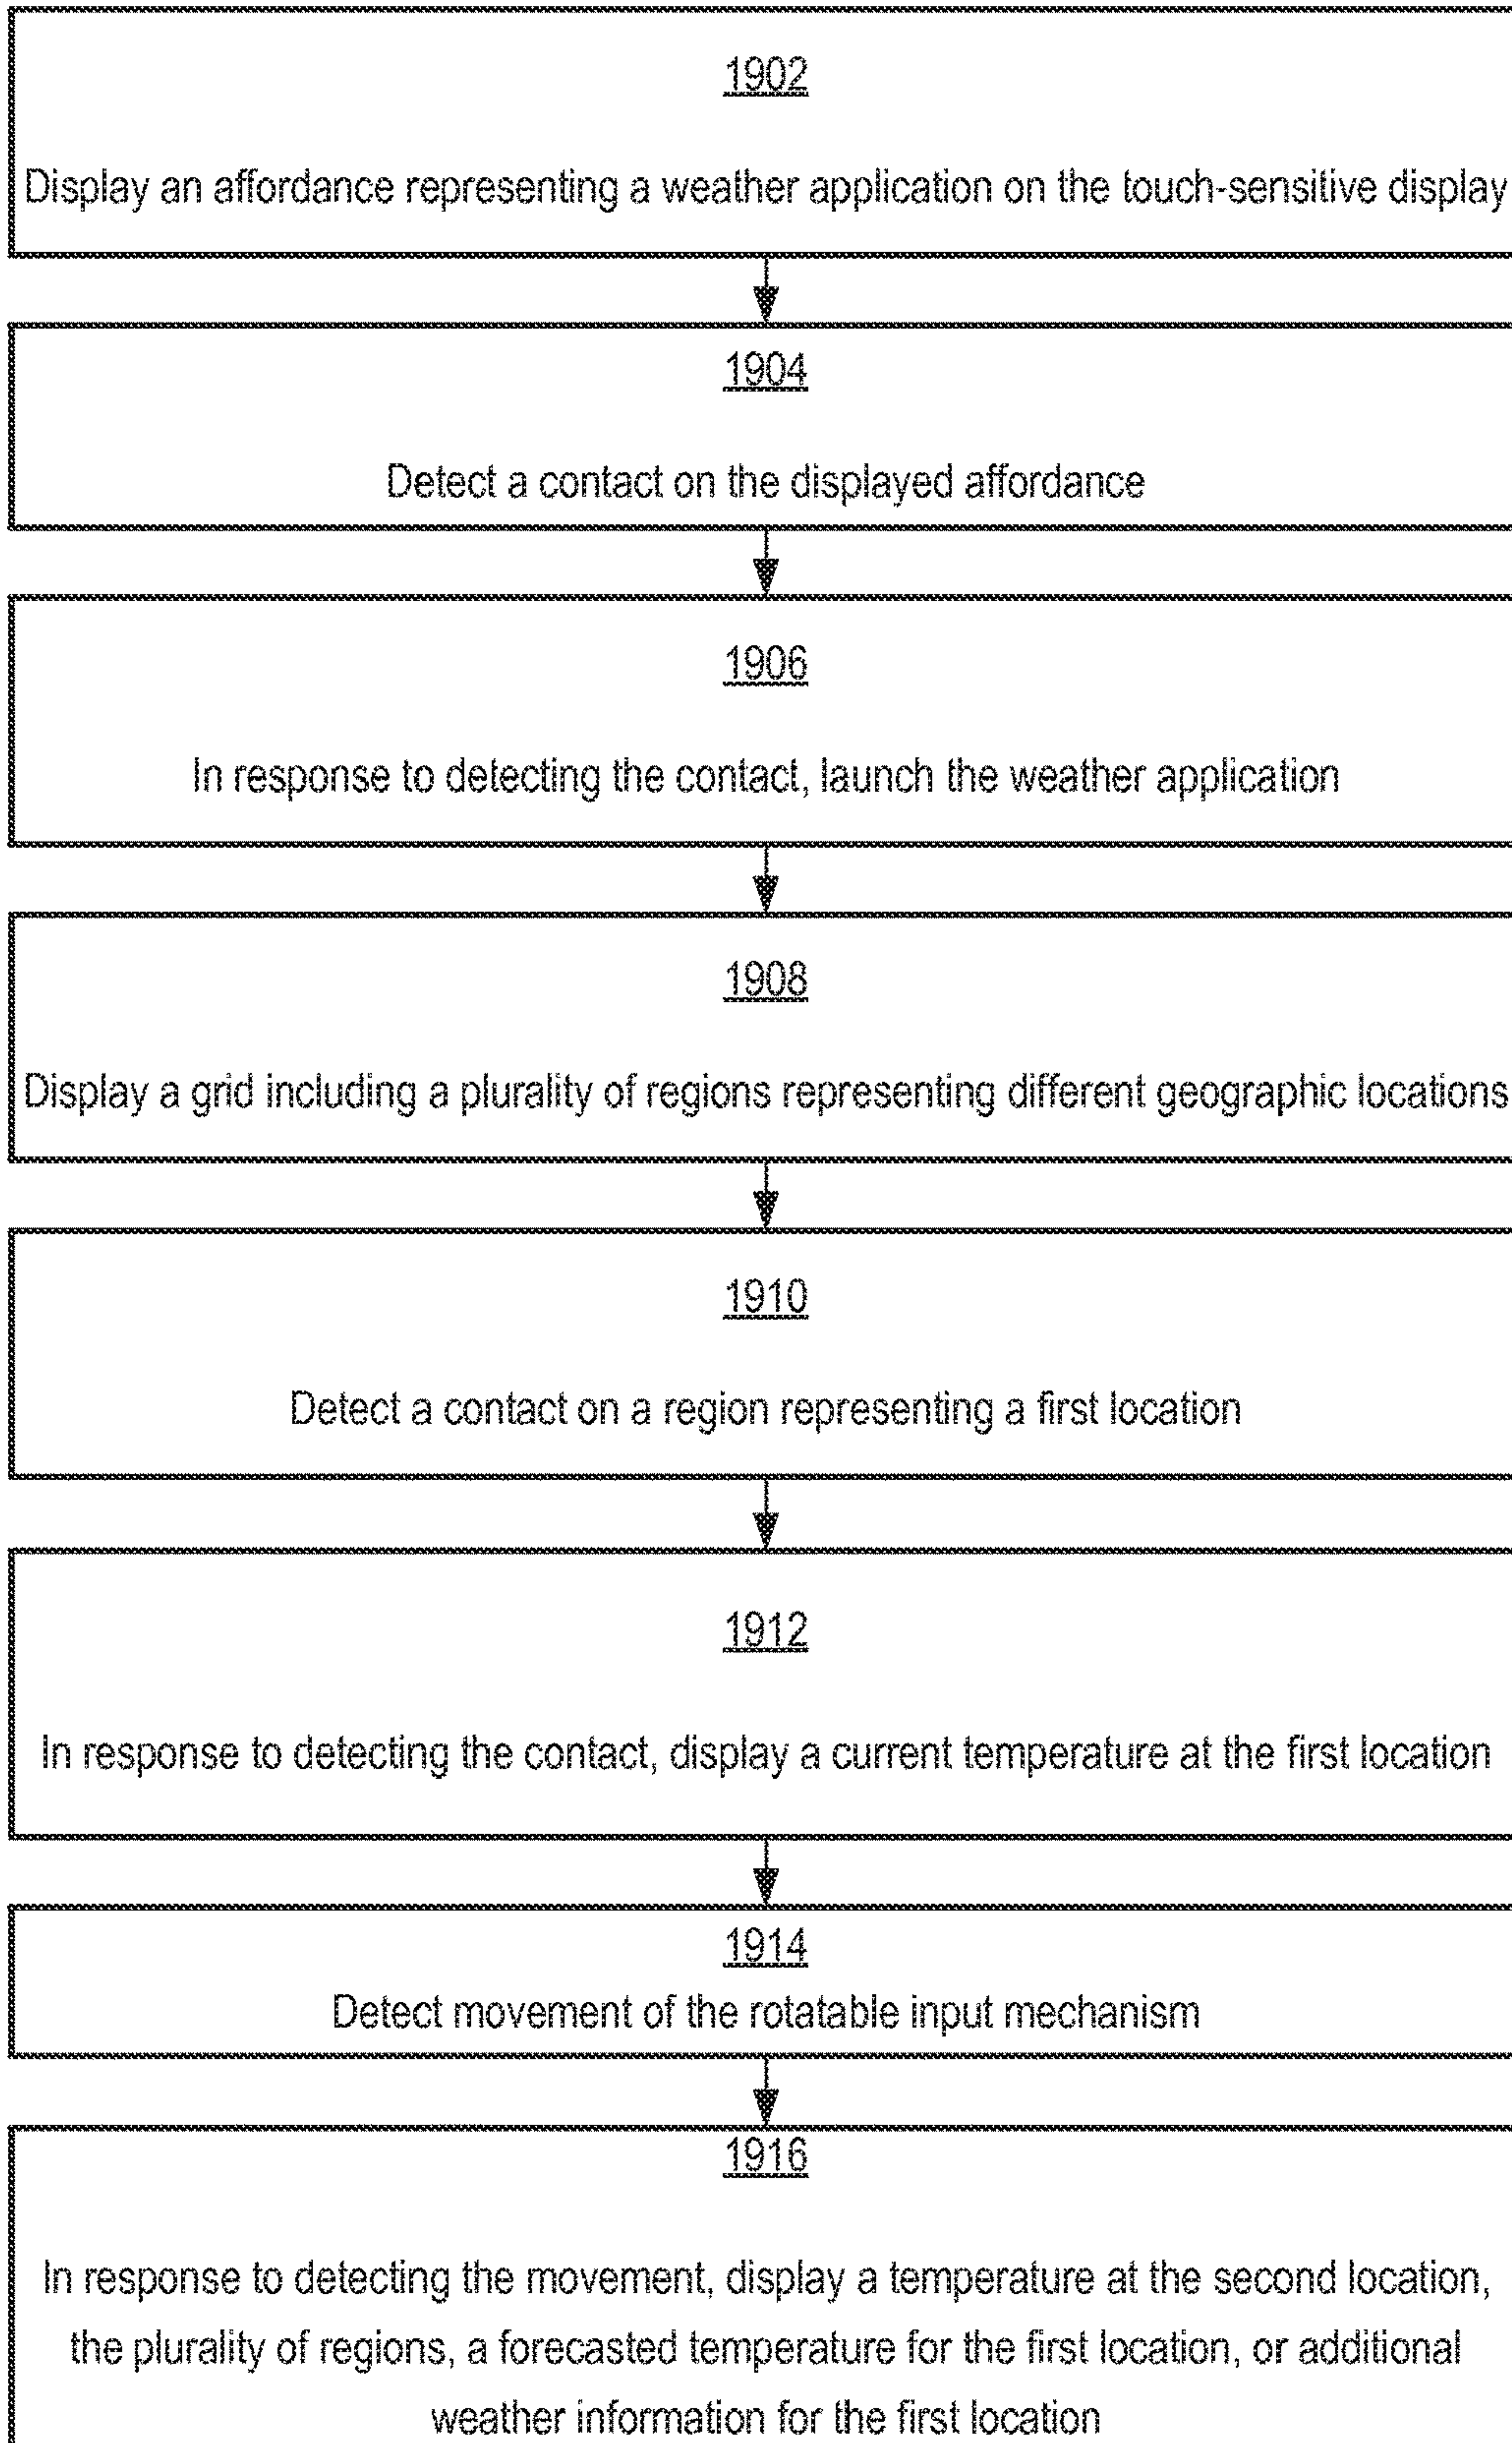 1902
Display an affordance representing a weather application on the touch-sensitive display
1904
Detect a contact on the displayed affordance
1906
In response to detecting the contact, launch the weather application
1908
Display a grid including a plurality of regions representing different geographic locations
1910
Detect a contact on a region representing a first location
1912
In response to detecting the contact, display a current temperature at the first location
1914
Detect movement of the rotatable input mechanism
1916
In response to detecting the movement, display a temperature at the second location,
the plurality of regions, a forecasted temperature for the first location, or additional
weather information for the first location